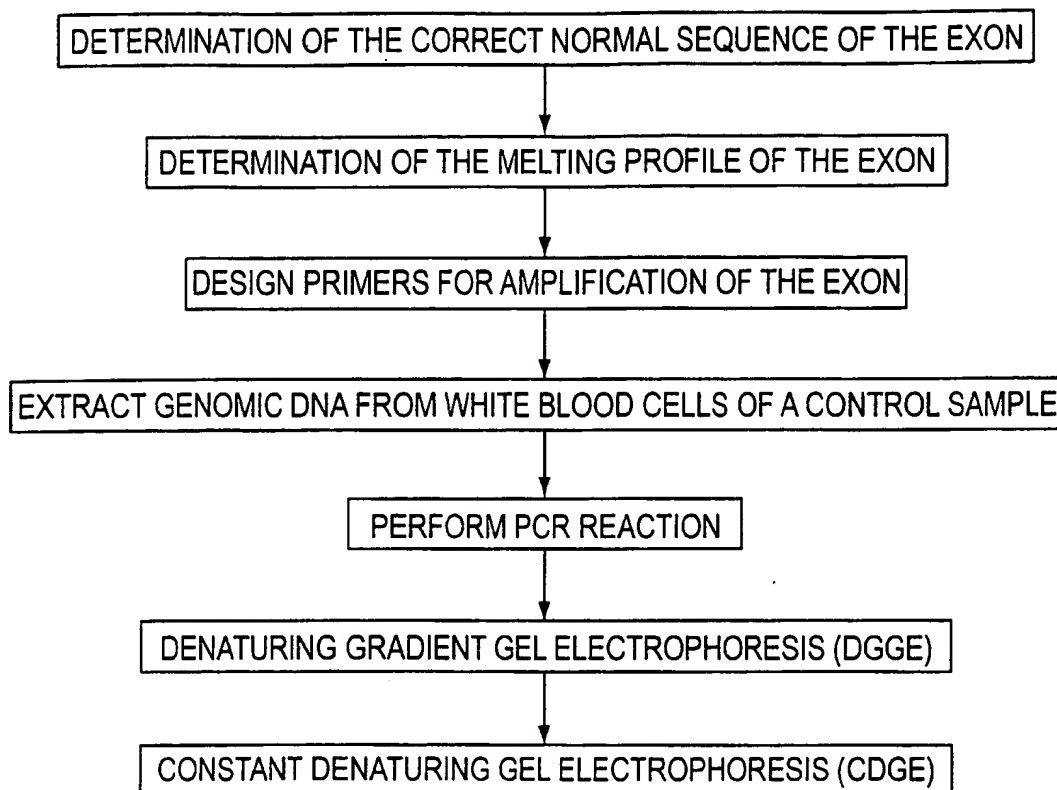 DETERMINATION OF THE CORRECT NORMAL SEQUENCE OF THE EXON
DETERMINATION OF THE MELTING PROFILE OF THE EXON
DESIGN PRIMERS FOR AMPLIFICATION OF THE EXON
EXTRACT GENOMIC DNA FROM WHITE BLOOD CELLS OF A CONTROL SAMPLE
PERFORM PCR REACTION
DENATURING GRADIENT GEL ELECTROPHORESIS (DGGE)
CONSTANT DENATURING GEL ELECTROPHORESIS (CDGE)